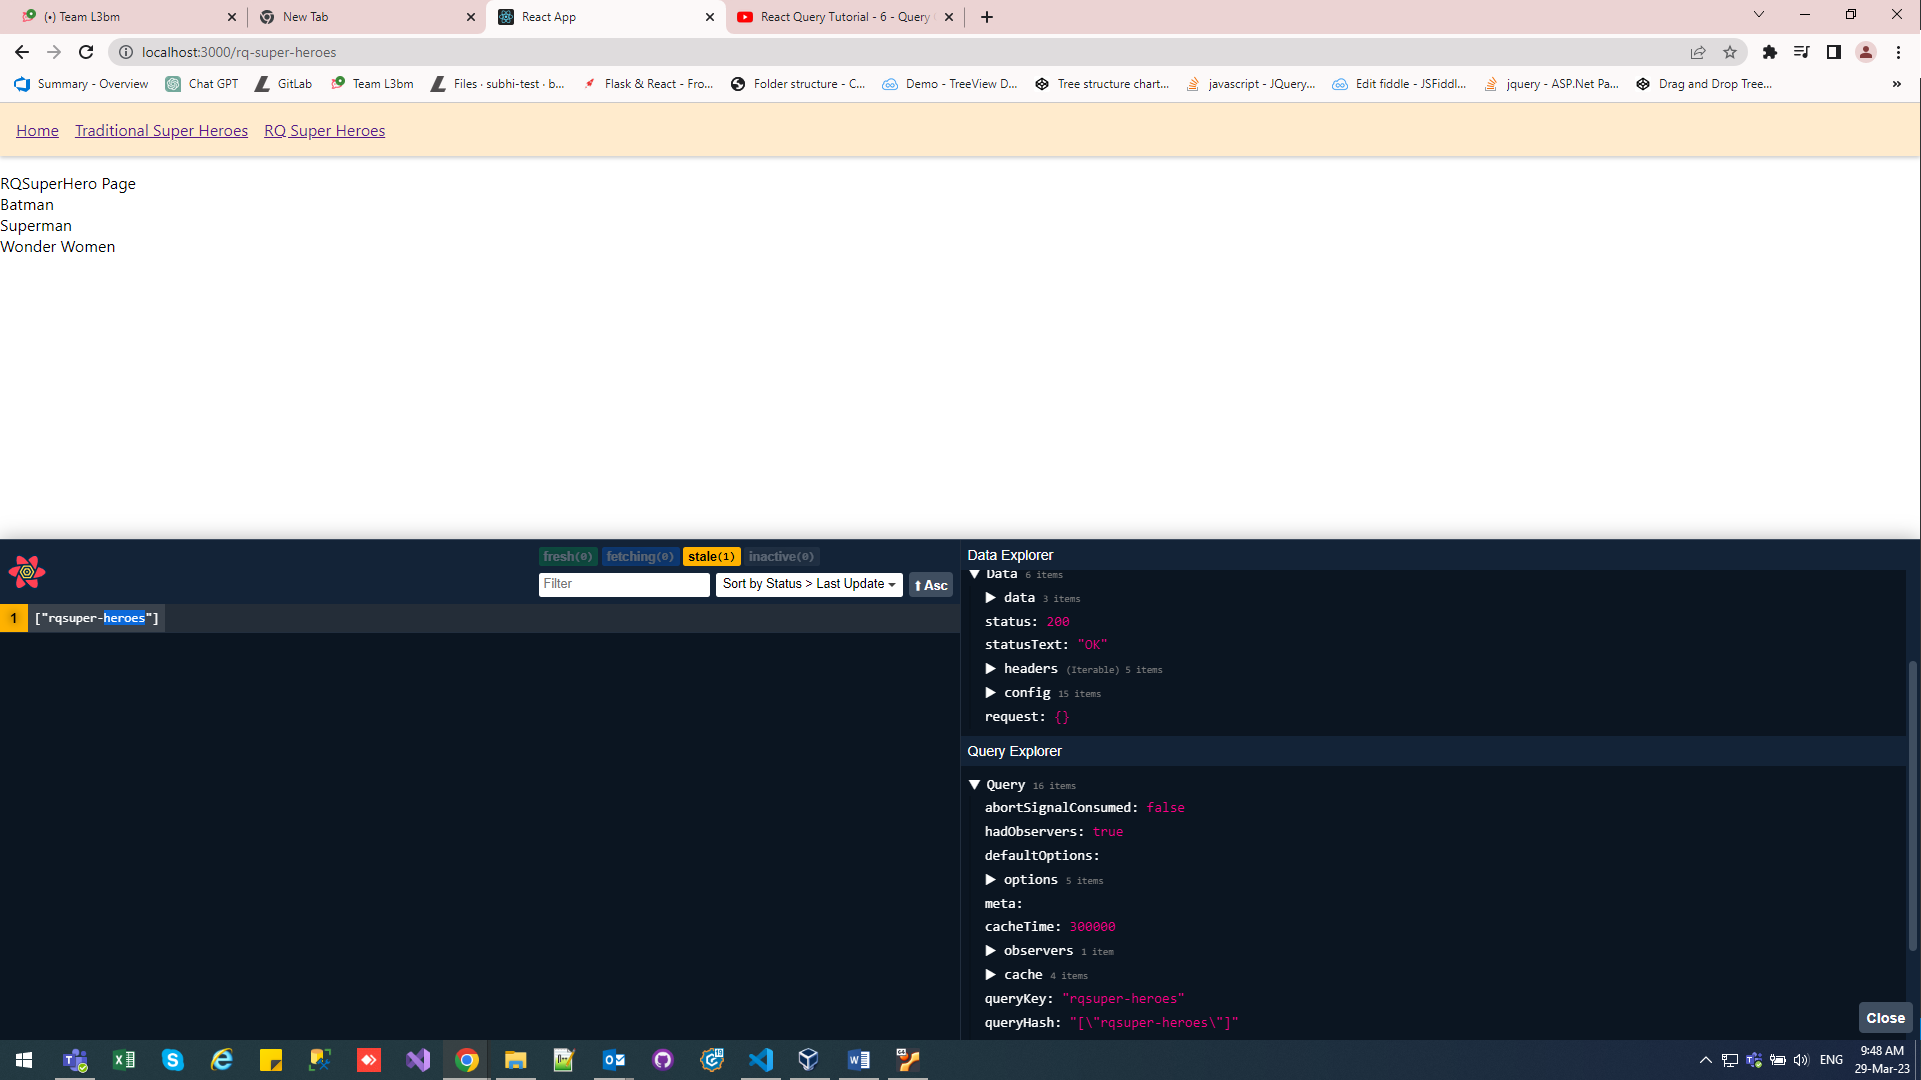 (•) Team L3bm
New Tab
React App
React Query Tutorial - 6 - Query
localhost:3000/rq-super-heroes
Summary - Overview Chat GPT GitLab Team L3bm Files · subhi-test · b... Flask & React - Fro... Folder structure - C... Demo - TreeView D... Tree structure chart... javascript - JQuery... Edit fiddle - JSFiddl... jquery - ASP.Net Pa... Drag and Drop Tree... »
Home Traditional Super Heroes RQ Super Heroes
RQSuperHero Page
Batman
Superman
Wonder Women
fresh(0) fetching(0) stale(1) inactive(0)
Filter Sort by Status > Last Update Asc
1 ["rqsuper-heroes"]
Data Explorer
Data 6 items
data 3 items
status: 200
statusText: "OK"
headers (Iterable) 5 items
config 15 items
request: {}
Query Explorer
Query 16 items
abortSignalConsumed: false
hadObservers: true
defaultOptions:
options 5 items
meta:
cacheTime: 300000
observers 1 item
cache 4 items
queryKey: "rqsuper-heroes"
queryHash: "[\"rqsuper-heroes\"]"
Close
ENG
9:48 AM
29-Mar-23